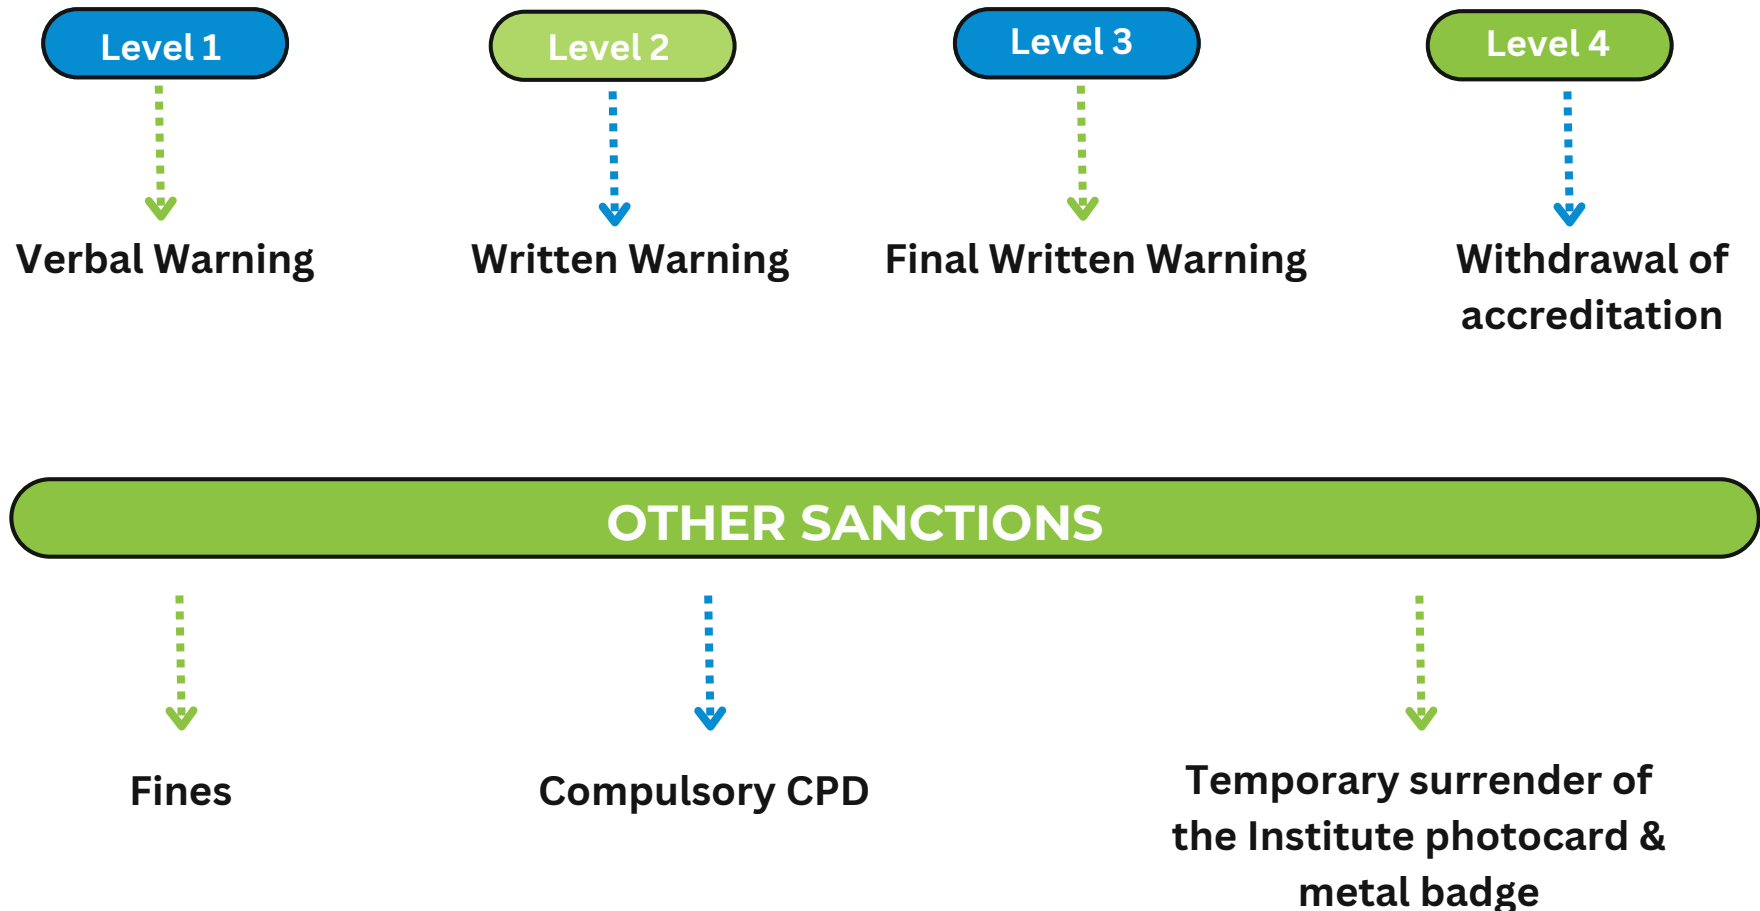 Level 1
Level 2
Level 3
Level 4
Verbal Warning
Written Warning
Final Written Warning
Withdrawal of
accreditation
OTHER SANCTIONS
Fines
Compulsory CPD
Temporary surrender of
the Institute photocard &
metal badge